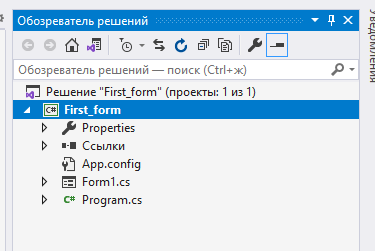 Обозреватель решений
Обозреватель решений — поиск (Ctrl+ж)
Решение "First_form" (проекты: 1 из 1)
C# First_form
Properties
Ссылки
App.config
Form1.cs
C# Program.cs
Уведомления